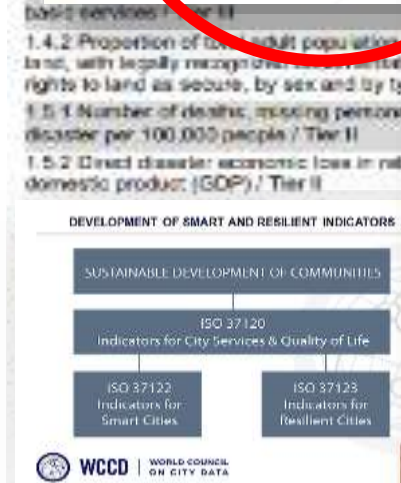 basic services / Tier III
1.4.2 Proportion of total adult population
land, with legally recognized
rights to land as secure, by sex and by ty
1.5.1 Number of deaths, missing persons
disaster per 100,000 people / Tier II
1.5.2 Direct disaster economic loss in rel
domestic product (GDP) / Tier II
DEVELOPMENT OF SMART AND RESILIENT INDICATORS
SUSTAINABLE DEVELOPMENT OF COMMUNITIES
ISO 37120
Indicators for City Services & Quality of Life
ISO 37122
Indicators for
Smart Cities
ISO 37123
Indicators for
Resilient Cities
WCCD
WORLD COUNCIL
ON CITY DATA